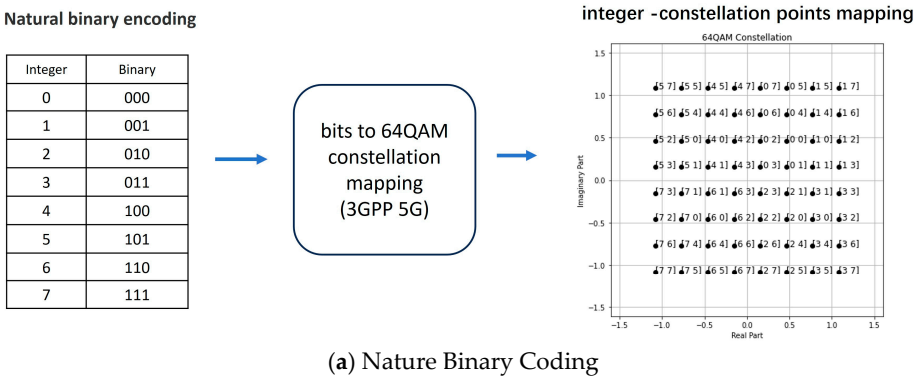 Natural binary encoding
Integer Binary
0 000
1 001
2 010
3 011
4 100
5 101
6 110
7 111
bits to 64QAM
constellation
mapping
(3GPP 5G)
integer -constellation points mapping
64QAM Constellation
1.5
1.0
0.5
0.0
−0.5
−1.0
−1.5
Imaginary Part
[5 7] [5 5] [4 5] [4 7] [0 7] [0 5] [1 5] [1 7]
[5 6] [5 4] [4 4] [4 6] [0 6] [0 4] [1 4] [1 6]
[5 2] [5 0] [4 0] [4 2] [0 2] [0 0] [1 0] [1 2]
[5 3] [5 1] [4 1] [4 3] [0 3] [0 1] [1 1] [1 3]
[7 3] [7 1] [6 1] [6 3] [2 3] [2 1] [3 1] [3 3]
[7 2] [7 0] [6 0] [6 2] [2 2] [2 0] [3 0] [3 2]
[7 6] [7 4] [6 4] [6 6] [2 6] [2 4] [3 4] [3 6]
[7 7] [7 5] [6 5] [6 7] [2 7] [2 5] [3 5] [3 7]
−1.5 −1.0 −0.5 0.0 0.5 1.0 1.5
Real Part
(a) Nature Binary Coding